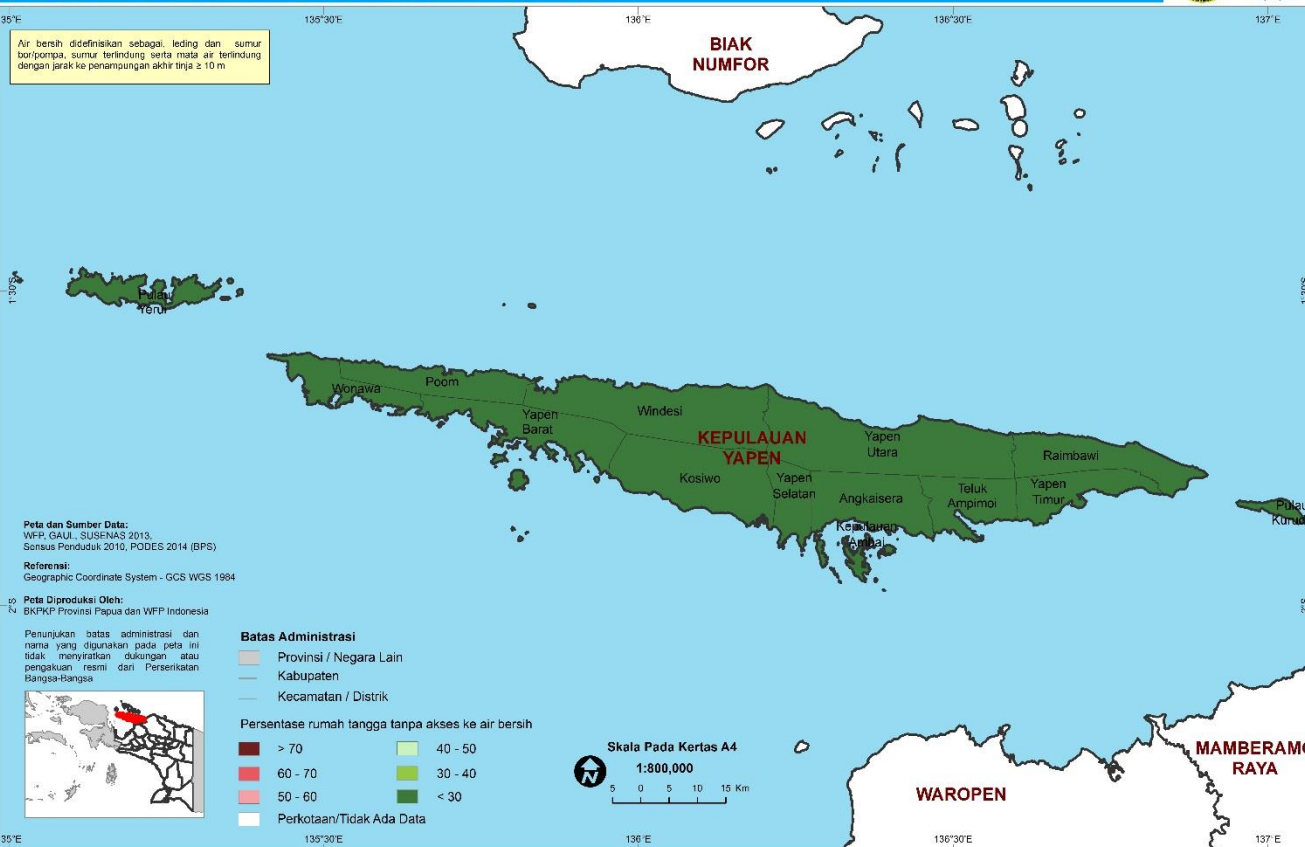 35°E
135°30'E
136°E
136°30'E
137°E
Air bersih didefinisikan sebagai, leding dan sumur
bor/pompa, sumur terlindung serta mata air terlindung
dengan jarak ke penampungan akhir tinja ≥ 10 m
BIAK
NUMFOR
1°30'S
Pulau
Yerui
Wonawa
Poom
Yapen
Barat
Windesi
KEPULAUAN
YAPEN
Kosiwo
Yapen
Selatan
Yapen
Utara
Angkaisera
Kepulauan
Ambai
Teluk
Ampimoi
Yapen
Timur
Raimbawi
Pulau
Kurud
Peta dan Sumber Data:
WFP, GAUL, SUSENAS 2013,
Sensus Penduduk 2010, PODES 2014 (BPS)
Referensi:
Geographic Coordinate System - GCS WGS 1984
2°S
Peta Diproduksi Oleh:
BKPKP Provinsi Papua dan WFP Indonesia
Penunjukan batas administrasi dan
nama yang digunakan pada peta ini
tidak menyiratkan dukungan atau
pengakuan resmi dari Perserikatan
Bangsa-Bangsa
Batas Administrasi
Provinsi / Negara Lain
Kabupaten
Kecamatan / Distrik
Persentase rumah tangga tanpa akses ke air bersih
> 70
40 - 50
60 - 70
30 - 40
50 - 60
< 30
Perkotaan/Tidak Ada Data
N
Skala Pada Kertas A4
1:800,000
5 0 5 10 15 Km
WAROPEN
MAMBERAMO
RAYA
35°E
135°30'E
136°E
136°30'E
137°E